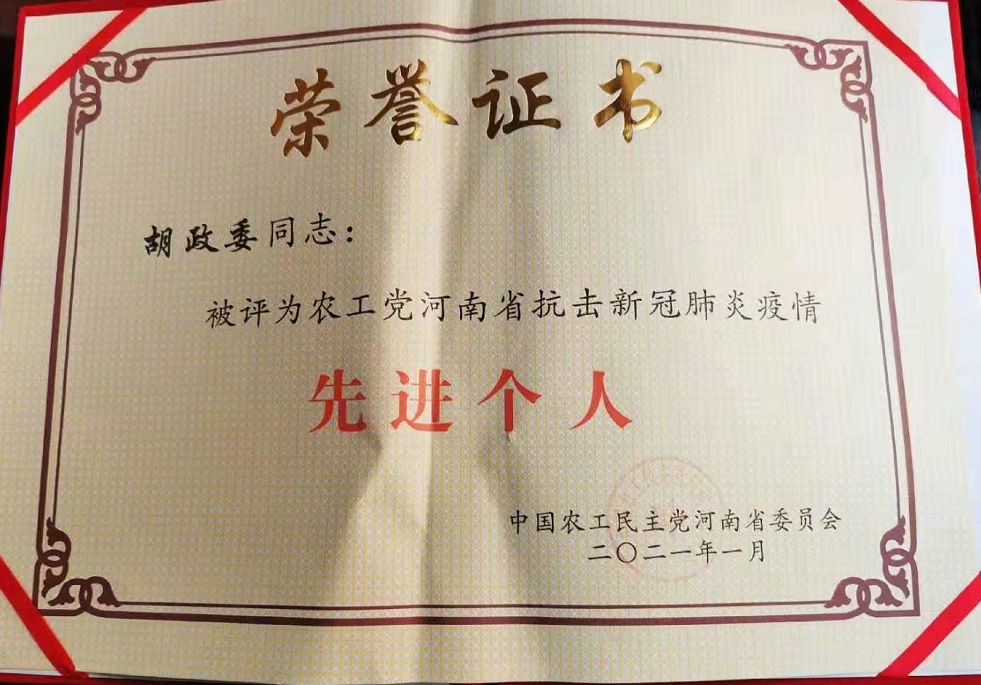 荣誉证书
胡政委同志：
被评为农工党河南省抗击新冠肺炎疫情
先进个人
中国农工民主党河南省委员会
二〇二一年一月